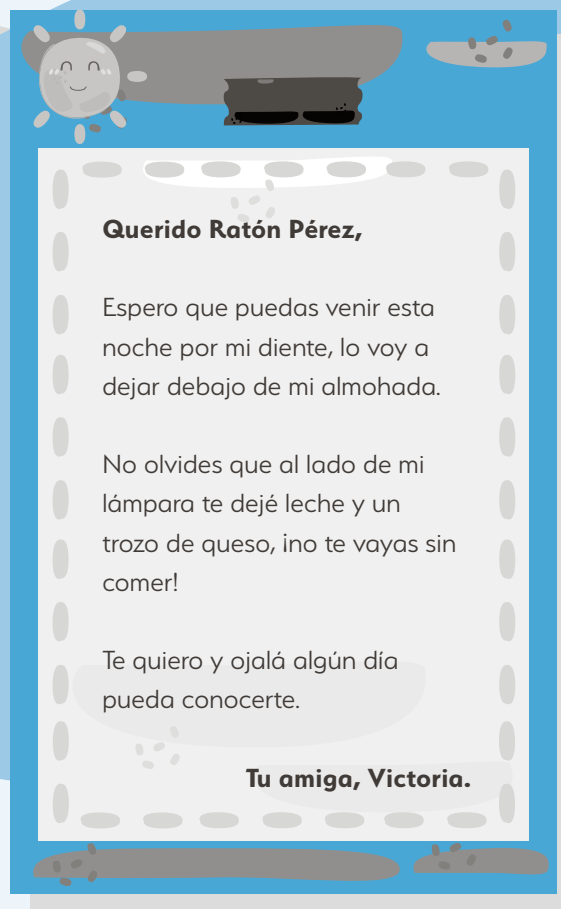 Querido Ratón Pérez,
Espero que puedas venir esta
noche por mi diente, lo voy a
dejar debajo de mi almohada.
No olvides que al lado de mi
lámpara te dejé leche y un
trozo de queso, ¡no te vayas sin
comer!
Te quiero y ojalá algún día
pueda conocerte.
Tu amiga, Victoria.